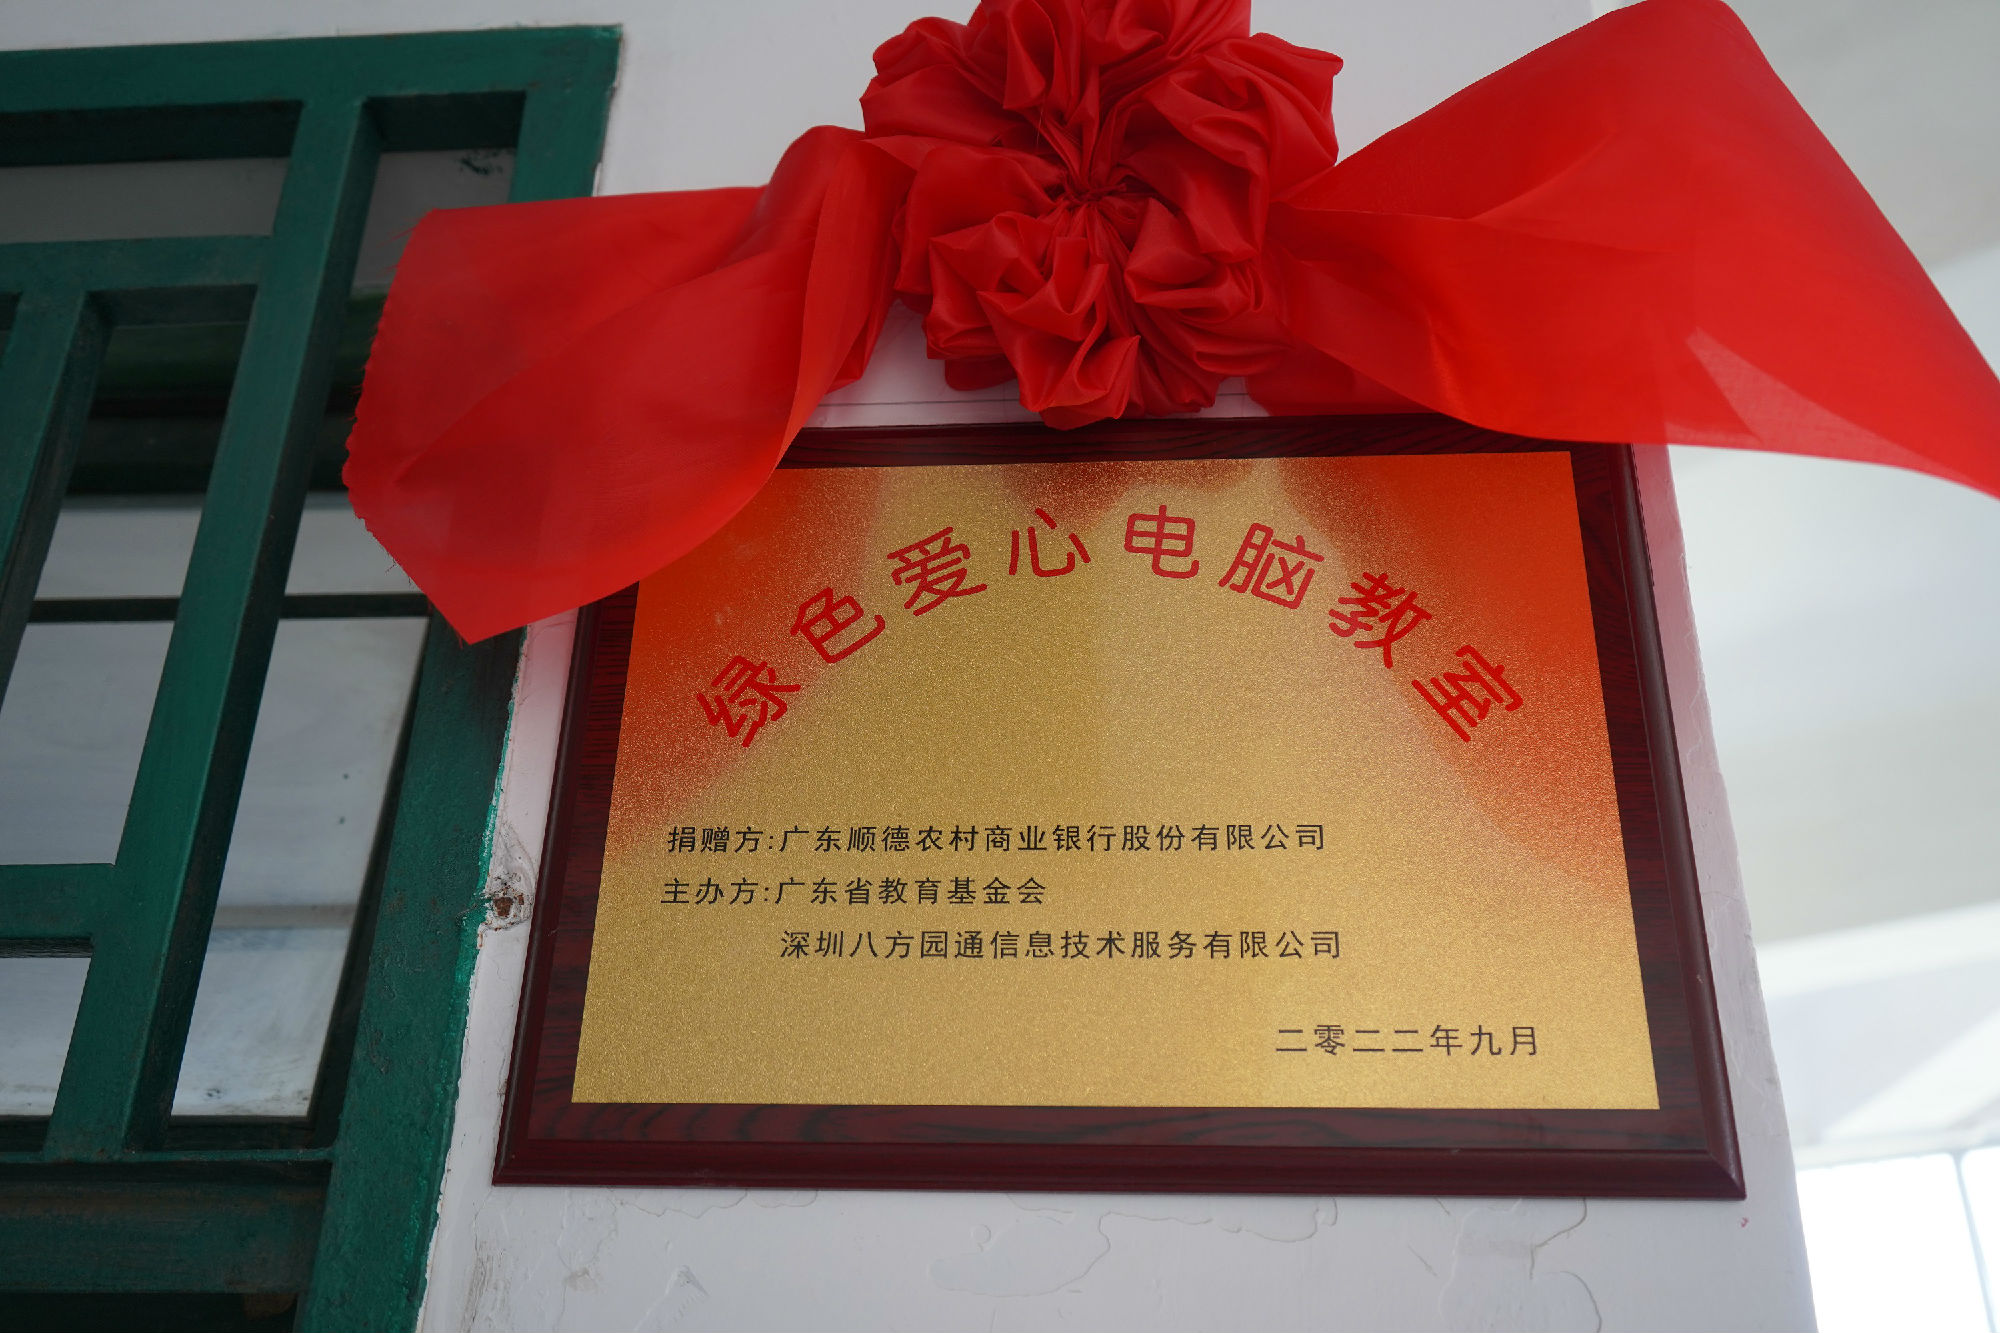 绿色爱心电脑教室
捐赠方:广东顺德农村商业银行股份有限公司
主办方:广东省教育基金会
深圳八方园通信息技术服务有限公司
二零二二年九月